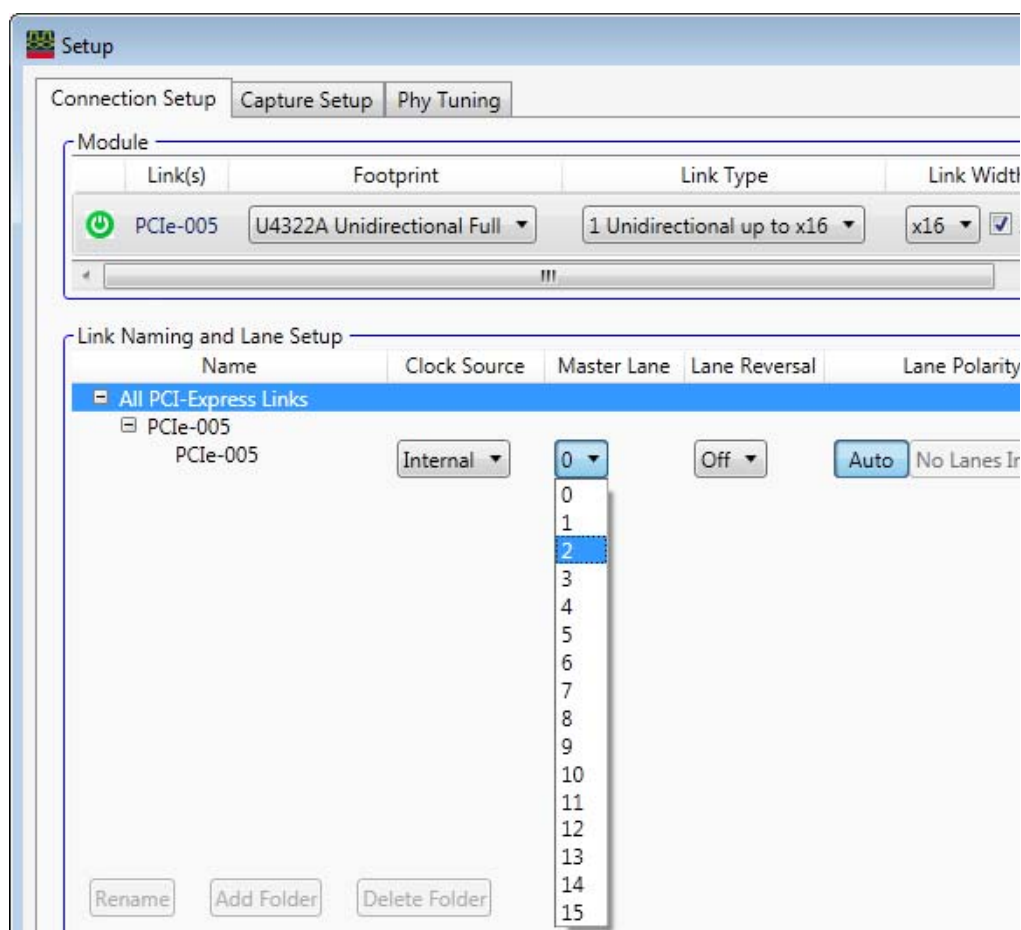 Setup
Connection Setup Capture Setup Phy Tuning
Module
Link(s) Footprint Link Type Link Width
PCIe-005 U4322A Unidirectional Full 1 Unidirectional up to x16 x16
Link Naming and Lane Setup
Name Clock Source Master Lane Lane Reversal Lane Polarity
All PCI-Express Links
PCIe-005
PCIe-005 Internal 0 Off Auto No Lanes
0
1
2
3
4
5
6
7
8
9
10
11
12
13
14
15
Rename Add Folder Delete Folder